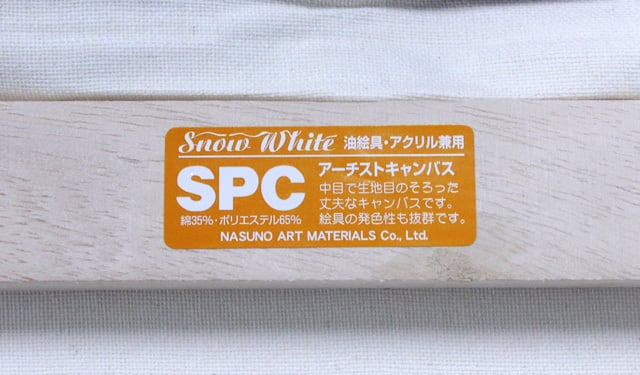 Snow White 油絵具・アクリル兼用
SPC
綿35%・ポリエステル65%
アーチストキャンバス
中目で生地目のそろった
丈夫なキャンバスです。
絵具の発色性も抜群です。
NASUNO ART MATERIALS Co., Ltd.